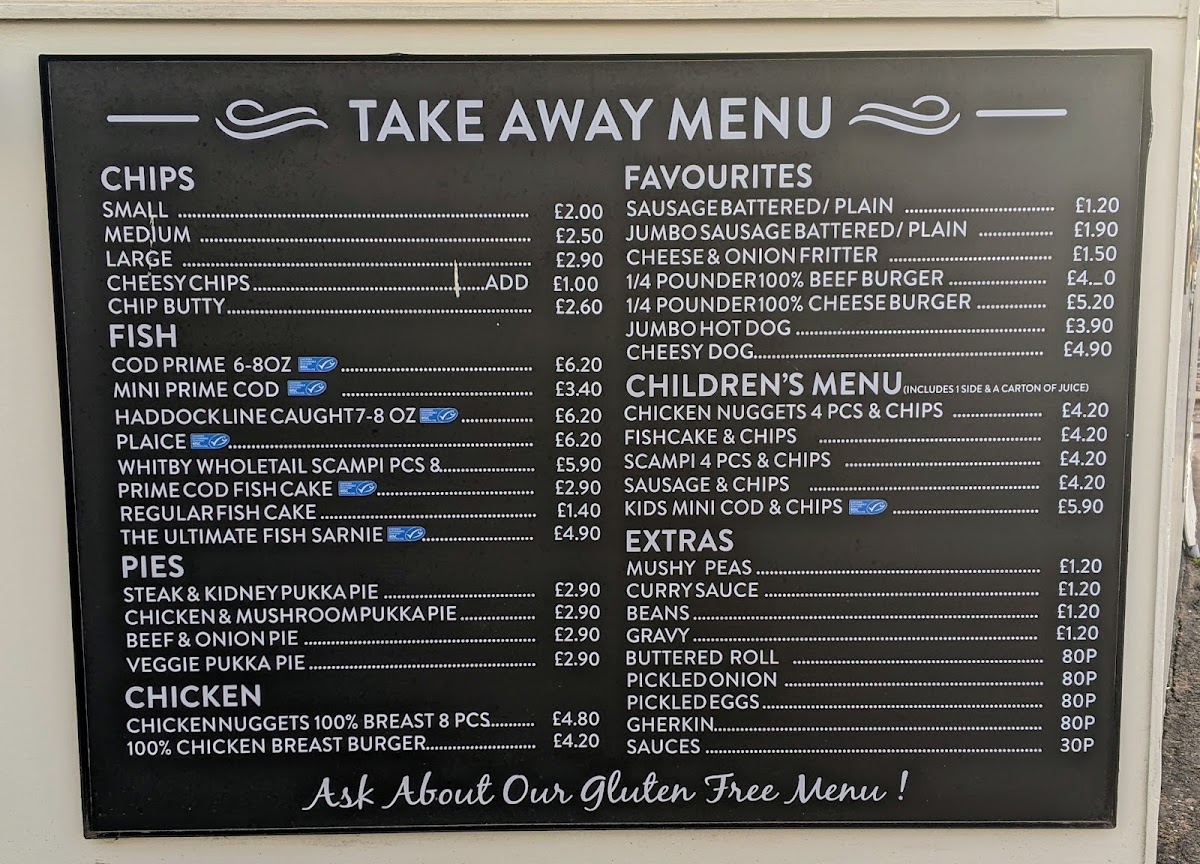 TAKE AWAY MENU
CHIPS
SMALL £2.00
MEDIUM £2.50
LARGE £2.90
CHEESY CHIPS ADD £1.00
CHIP BUTTY £2.60
FISH
COD PRIME 6-8OZ £6.20
MINI PRIME COD £3.40
HADDOCK LINE CAUGHT 7-8 OZ £6.20
PLAICE £6.20
WHITBY WHOLETAIL SCAMPI PCS 8 £5.90
PRIME COD FISH CAKE £2.90
REGULAR FISH CAKE £1.40
THE ULTIMATE FISH SARNIE £4.90
PIES
STEAK & KIDNEY PUKKA PIE £2.90
CHICKEN & MUSHROOM PUKKA PIE £2.90
BEEF & ONION PIE £2.90
VEGGIE PUKKA PIE £2.90
CHICKEN
CHICKEN NUGGETS 100% BREAST 8 PCS £4.80
100% CHICKEN BREAST BURGER £4.20
FAVOURITES
SAUSAGE BATTERED / PLAIN £1.20
JUMBO SAUSAGE BATTERED / PLAIN £1.90
CHEESE & ONION FRITTER £1.50
1/4 POUNDER 100% BEEF BURGER
1/4 POUNDER 100% CHEESE BURGER £5.20
JUMBO HOT DOG £3.90
CHEESY DOG £4.90
CHILDREN'S MENU (INCLUDES 1 SIDE & A CARTON OF JUICE)
CHICKEN NUGGETS 4 PCS & CHIPS £4.20
FISHCAKE & CHIPS £4.20
SCAMPI 4 PCS & CHIPS £4.20
SAUSAGE & CHIPS £4.20
KIDS MINI COD & CHIPS £5.90
EXTRAS
MUSHY PEAS £1.20
CURRY SAUCE £1.20
BEANS £1.20
GRAVY £1.20
BUTTERED ROLL 80P
PICKLED ONION 80P
PICKLED EGGS 80P
GHERKIN 80P
SAUCES 30P
Ask About Our Gluten Free Menu !